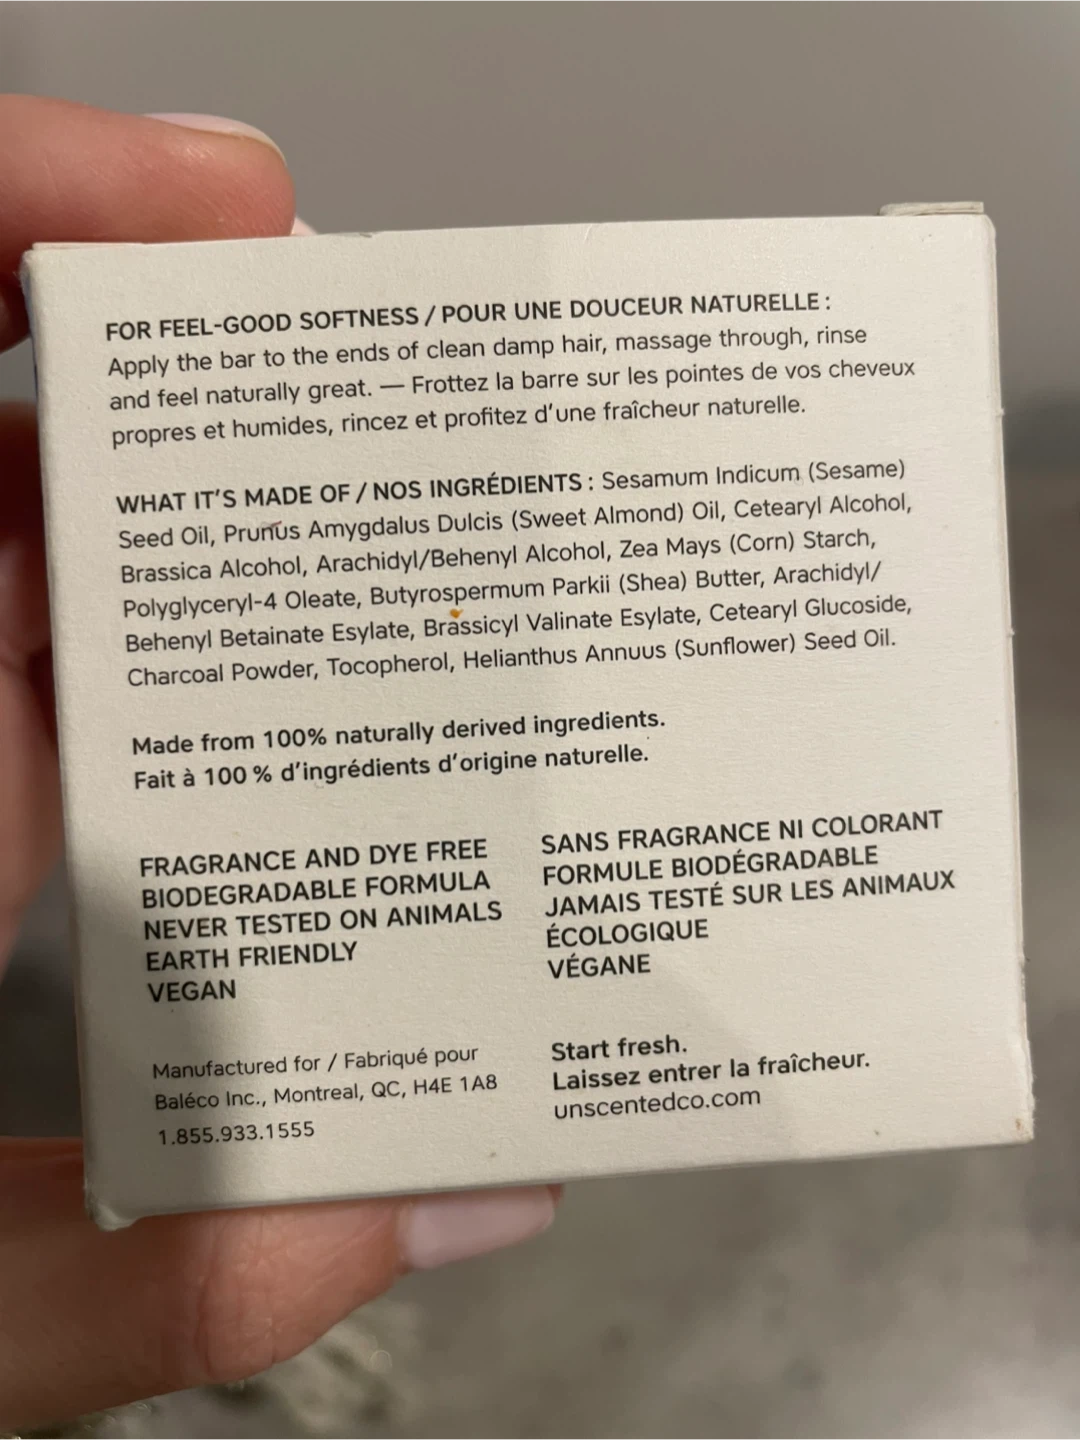 FOR FEEL-GOOD SOFTNESS / POUR UNE DOUCEUR NATURELLE :
Apply the bar to the ends of clean damp hair, massage through, rinse
and feel naturally great. — Frottez la barre sur les pointes de vos cheveux
propres et humides, rincez et profitez d'une fraîcheur naturelle.
WHAT IT'S MADE OF / NOS INGRÉDIENTS : Sesamum Indicum (Sesame)
Seed Oil, Prunus Amygdalus Dulcis (Sweet Almond) Oil, Cetearyl Alcohol,
Brassica Alcohol, Arachidyl/Behenyl Alcohol, Zea Mays (Corn) Starch,
Polyglyceryl-4 Oleate, Butyrospermum Parkii (Shea) Butter, Arachidyl/
Behenyl Betainate Esylate, Brassicyl Valinate Esylate, Cetearyl Glucoside,
Charcoal Powder, Tocopherol, Helianthus Annuus (Sunflower) Seed Oil.
Made from 100% naturally derived ingredients.
Fait à 100 % d'ingrédients d'origine naturelle.
FRAGRANCE AND DYE FREE
BIODEGRADABLE FORMULA
NEVER TESTED ON ANIMALS
EARTH FRIENDLY
VEGAN
SANS FRAGRANCE NI COLORANT
FORMULE BIODÉGRADABLE
JAMAIS TESTÉ SUR LES ANIMAUX
ÉCOLOGIQUE
VÉGANE
Manufactured for / Fabriqué pour
Baléco Inc., Montreal, QC, H4E 1A8
1.855.933.1555
Start fresh.
Laissez entrer la fraîcheur.
unscentedco.com